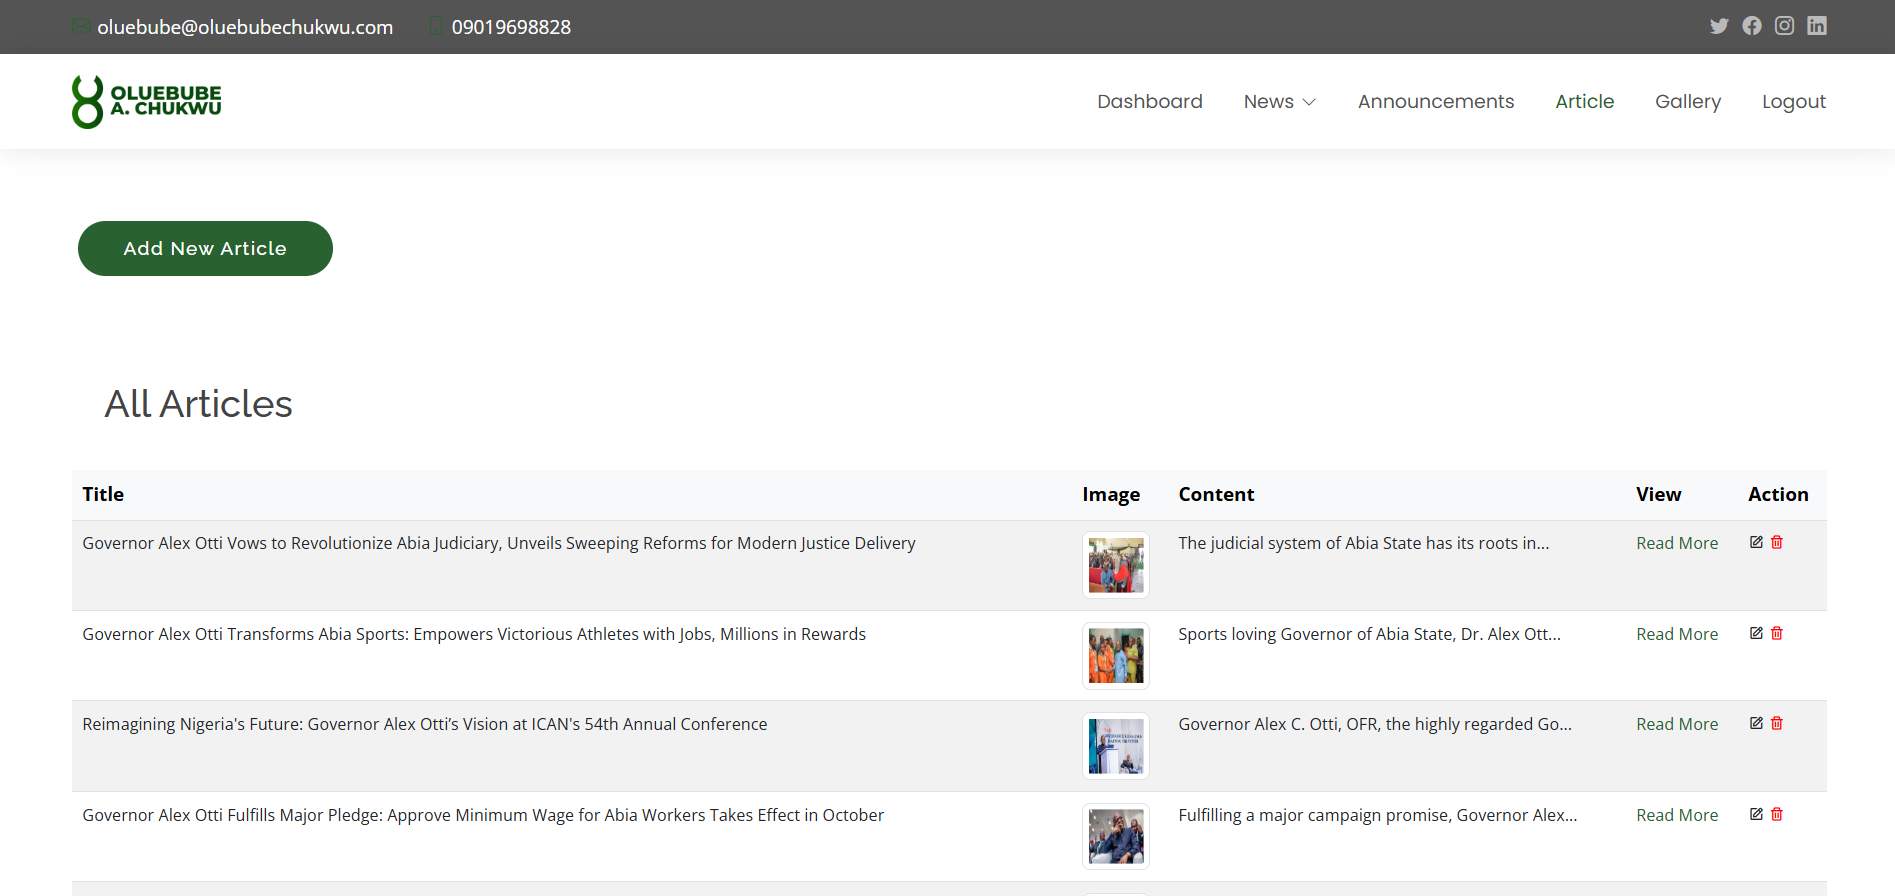 oluebube@oluebubechukwu.com 09019698828
OLUEBUBE
A. CHUKWU
Dashboard News Announcements Article Gallery Logout
Add New Article
All Articles
Title Image Content View Action
Governor Alex Otti Vows to Revolutionize Abia Judiciary, Unveils Sweeping Reforms for Modern Justice Delivery The judicial system of Abia State has its roots in... Read More
Governor Alex Otti Transforms Abia Sports: Empowers Victorious Athletes with Jobs, Millions in Rewards Sports loving Governor of Abia State, Dr. Alex Ott... Read More
Reimagining Nigeria's Future: Governor Alex Otti’s Vision at ICAN's 54th Annual Conference Governor Alex C. Otti, OFR, the highly regarded Go... Read More
Governor Alex Otti Fulfills Major Pledge: Approve Minimum Wage for Abia Workers Takes Effect in October Fulfilling a major campaign promise, Governor Alex... Read More